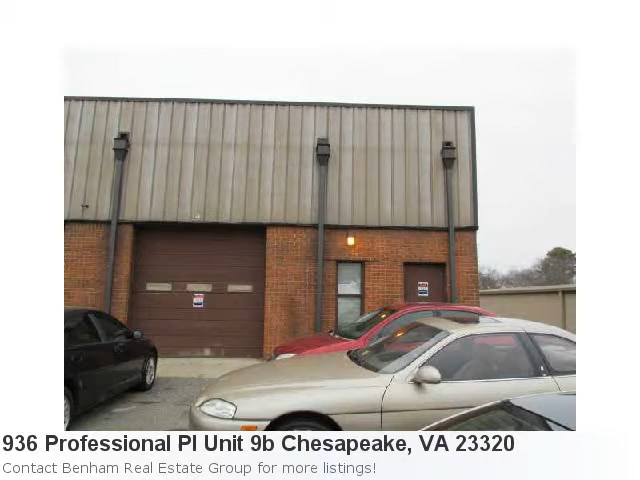 936 Professional Pl Unit 9b Chesapeake, VA 23320
Contact Benham Real Estate Group for more listings!